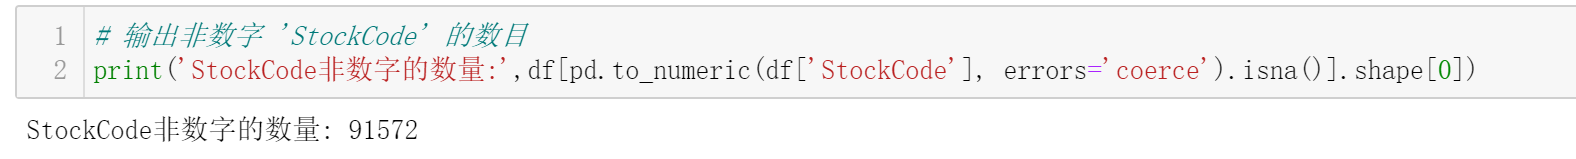 1 # 输出非数字 'StockCode' 的数目
2 print('StockCode非数字的数量:',df[pd.to_numeric(df['StockCode'], errors='coerce').isna()].shape[0])
StockCode非数字的数量: 91572